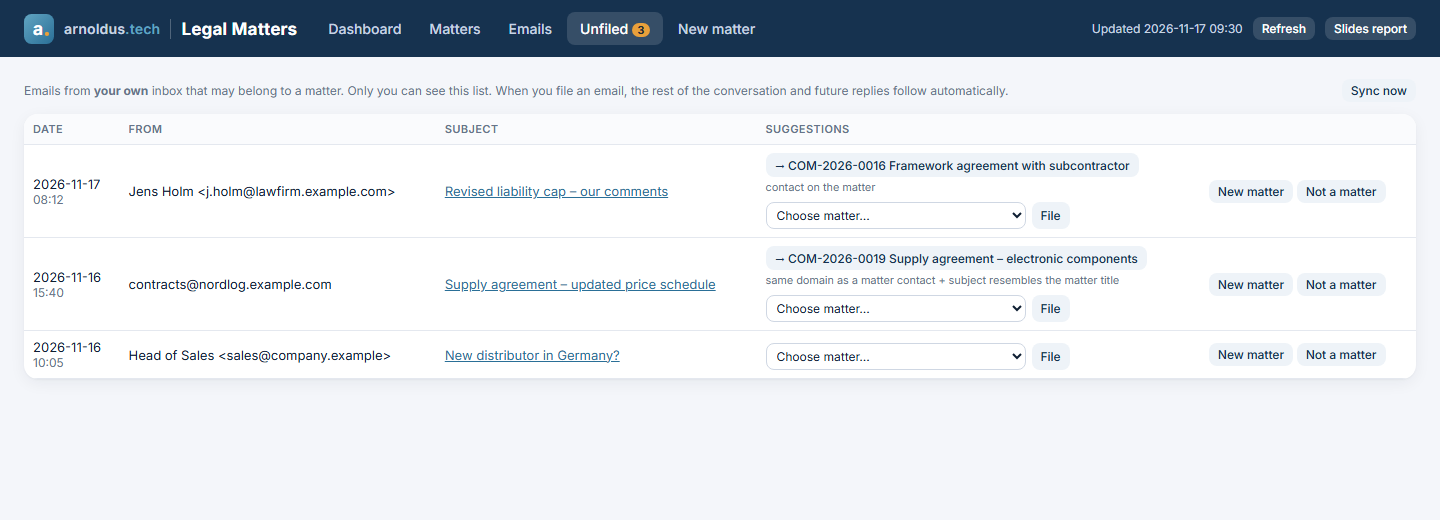 a. arnoldus.tech Legal Matters Dashboard Matters Emails Unfiled 3 New matter Updated 2026-11-17 09:30 Refresh Slides report
Emails from your own inbox that may belong to a matter. Only you can see this list. When you file an email, the rest of the conversation and future replies follow automatically. Sync now
DATE FROM SUBJECT SUGGESTIONS
→ COM-2026-0016 Framework agreement with subcontractor
2026-11-17 Jens Holm <j.holm@lawfirm.example.com> Revised liability cap – our comments contact on the matter New matter Not a matter
08:12
Choose matter... File
→ COM-2026-0019 Supply agreement – electronic components
2026-11-16 contracts@nordlog.example.com Supply agreement – updated price schedule same domain as a matter contact + subject resembles the matter title New matter Not a matter
15:40
Choose matter... File
2026-11-16 Head of Sales <sales@company.example> New distributor in Germany? Choose matter... File New matter Not a matter
10:05